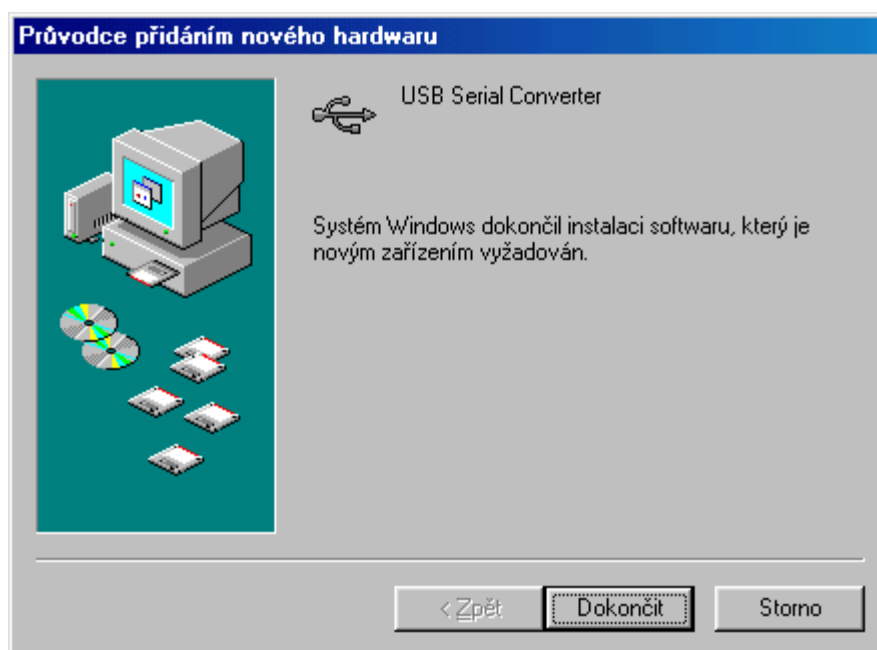 Průvodce přidáním nového hardwaru
USB Serial Converter
Systém Windows dokončil instalaci softwaru, který je
novým zařízením vyžadován.
< Zpět
Dokončit
Storno